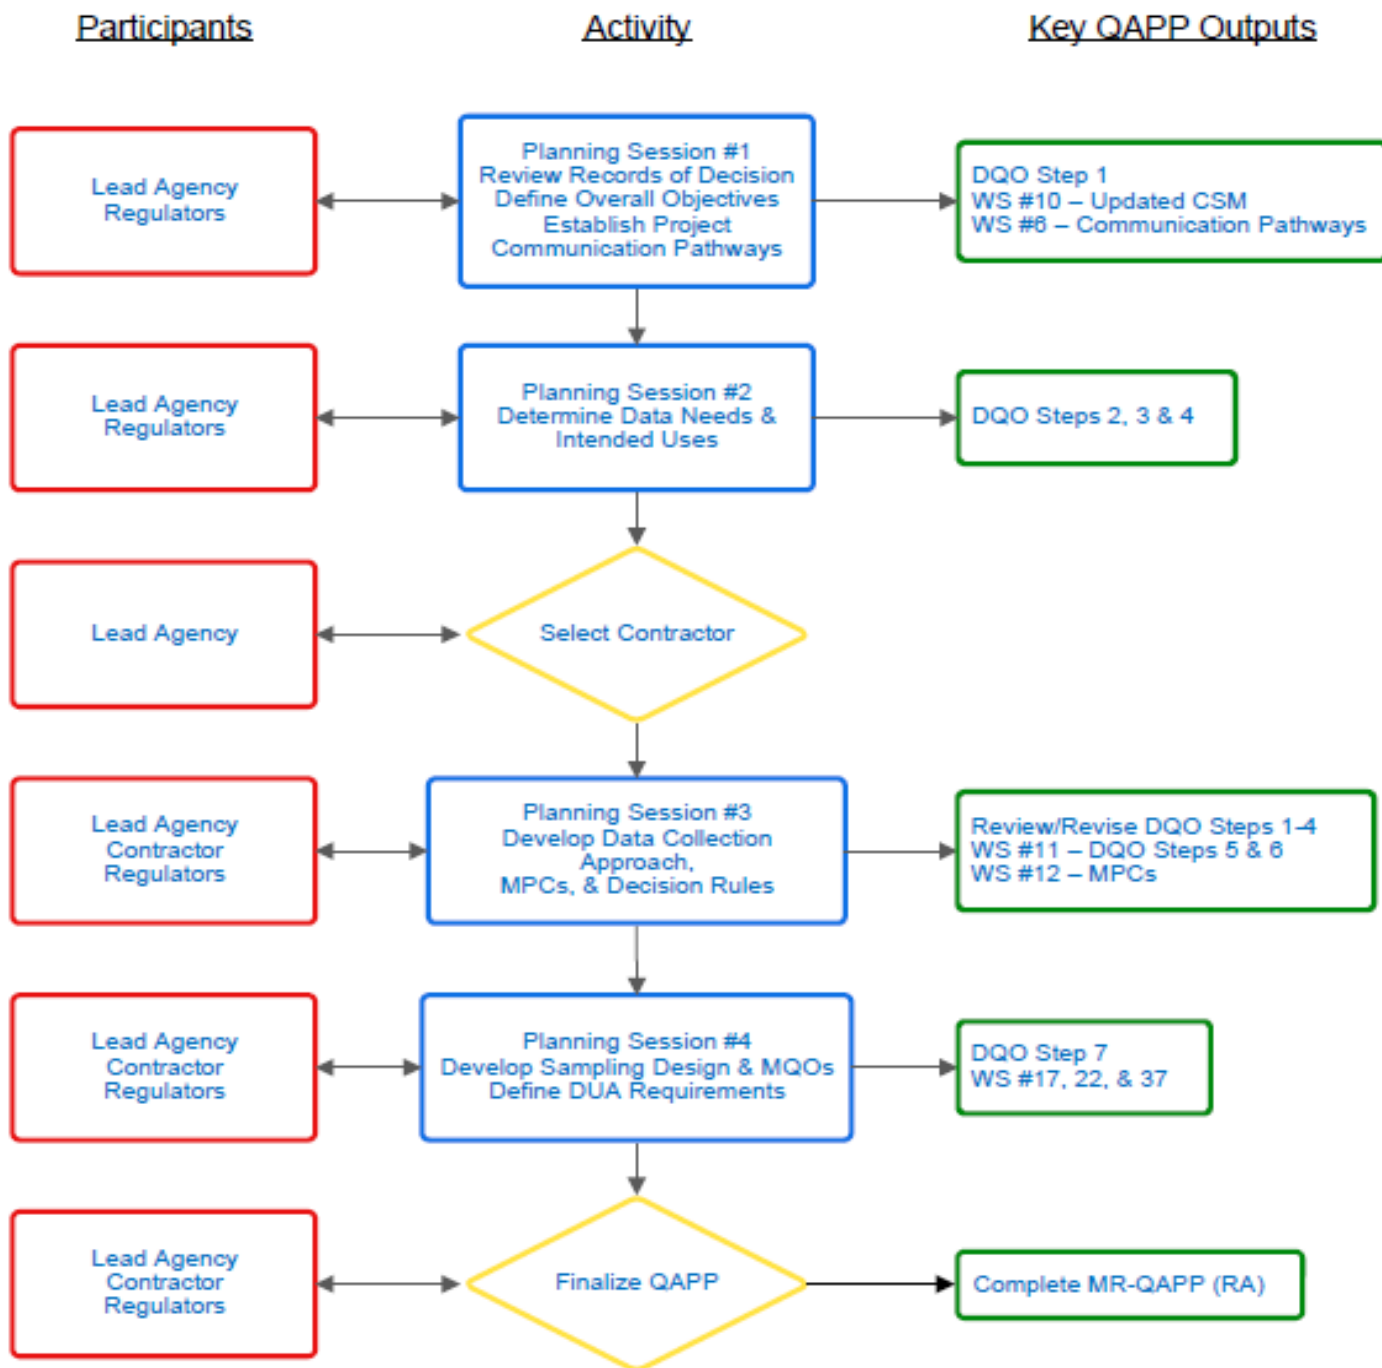 Participants
Activity
Key QAPP Outputs
Lead Agency
Regulators
Planning Session #1
Review Records of Decision
Define Overall Objectives
Establish Project
Communication Pathways
DQO Step 1
WS #10 – Updated CSM
WS #6 – Communication Pathways
Lead Agency
Regulators
Planning Session #2
Determine Data Needs &
Intended Uses
DQO Steps 2, 3 & 4
Lead Agency
Select Contractor
Lead Agency
Contractor
Regulators
Planning Session #3
Develop Data Collection
Approach,
MPCs, & Decision Rules
Review/Revise DQO Steps 1-4
WS #11 – DQO Steps 5 & 6
WS #12 – MPCs
Lead Agency
Contractor
Regulators
Planning Session #4
Develop Sampling Design & MQOs
Define DUA Requirements
DQO Step 7
WS #17, 22, & 37
Lead Agency
Contractor
Regulators
Finalize QAPP
Complete MR-QAPP (RA)